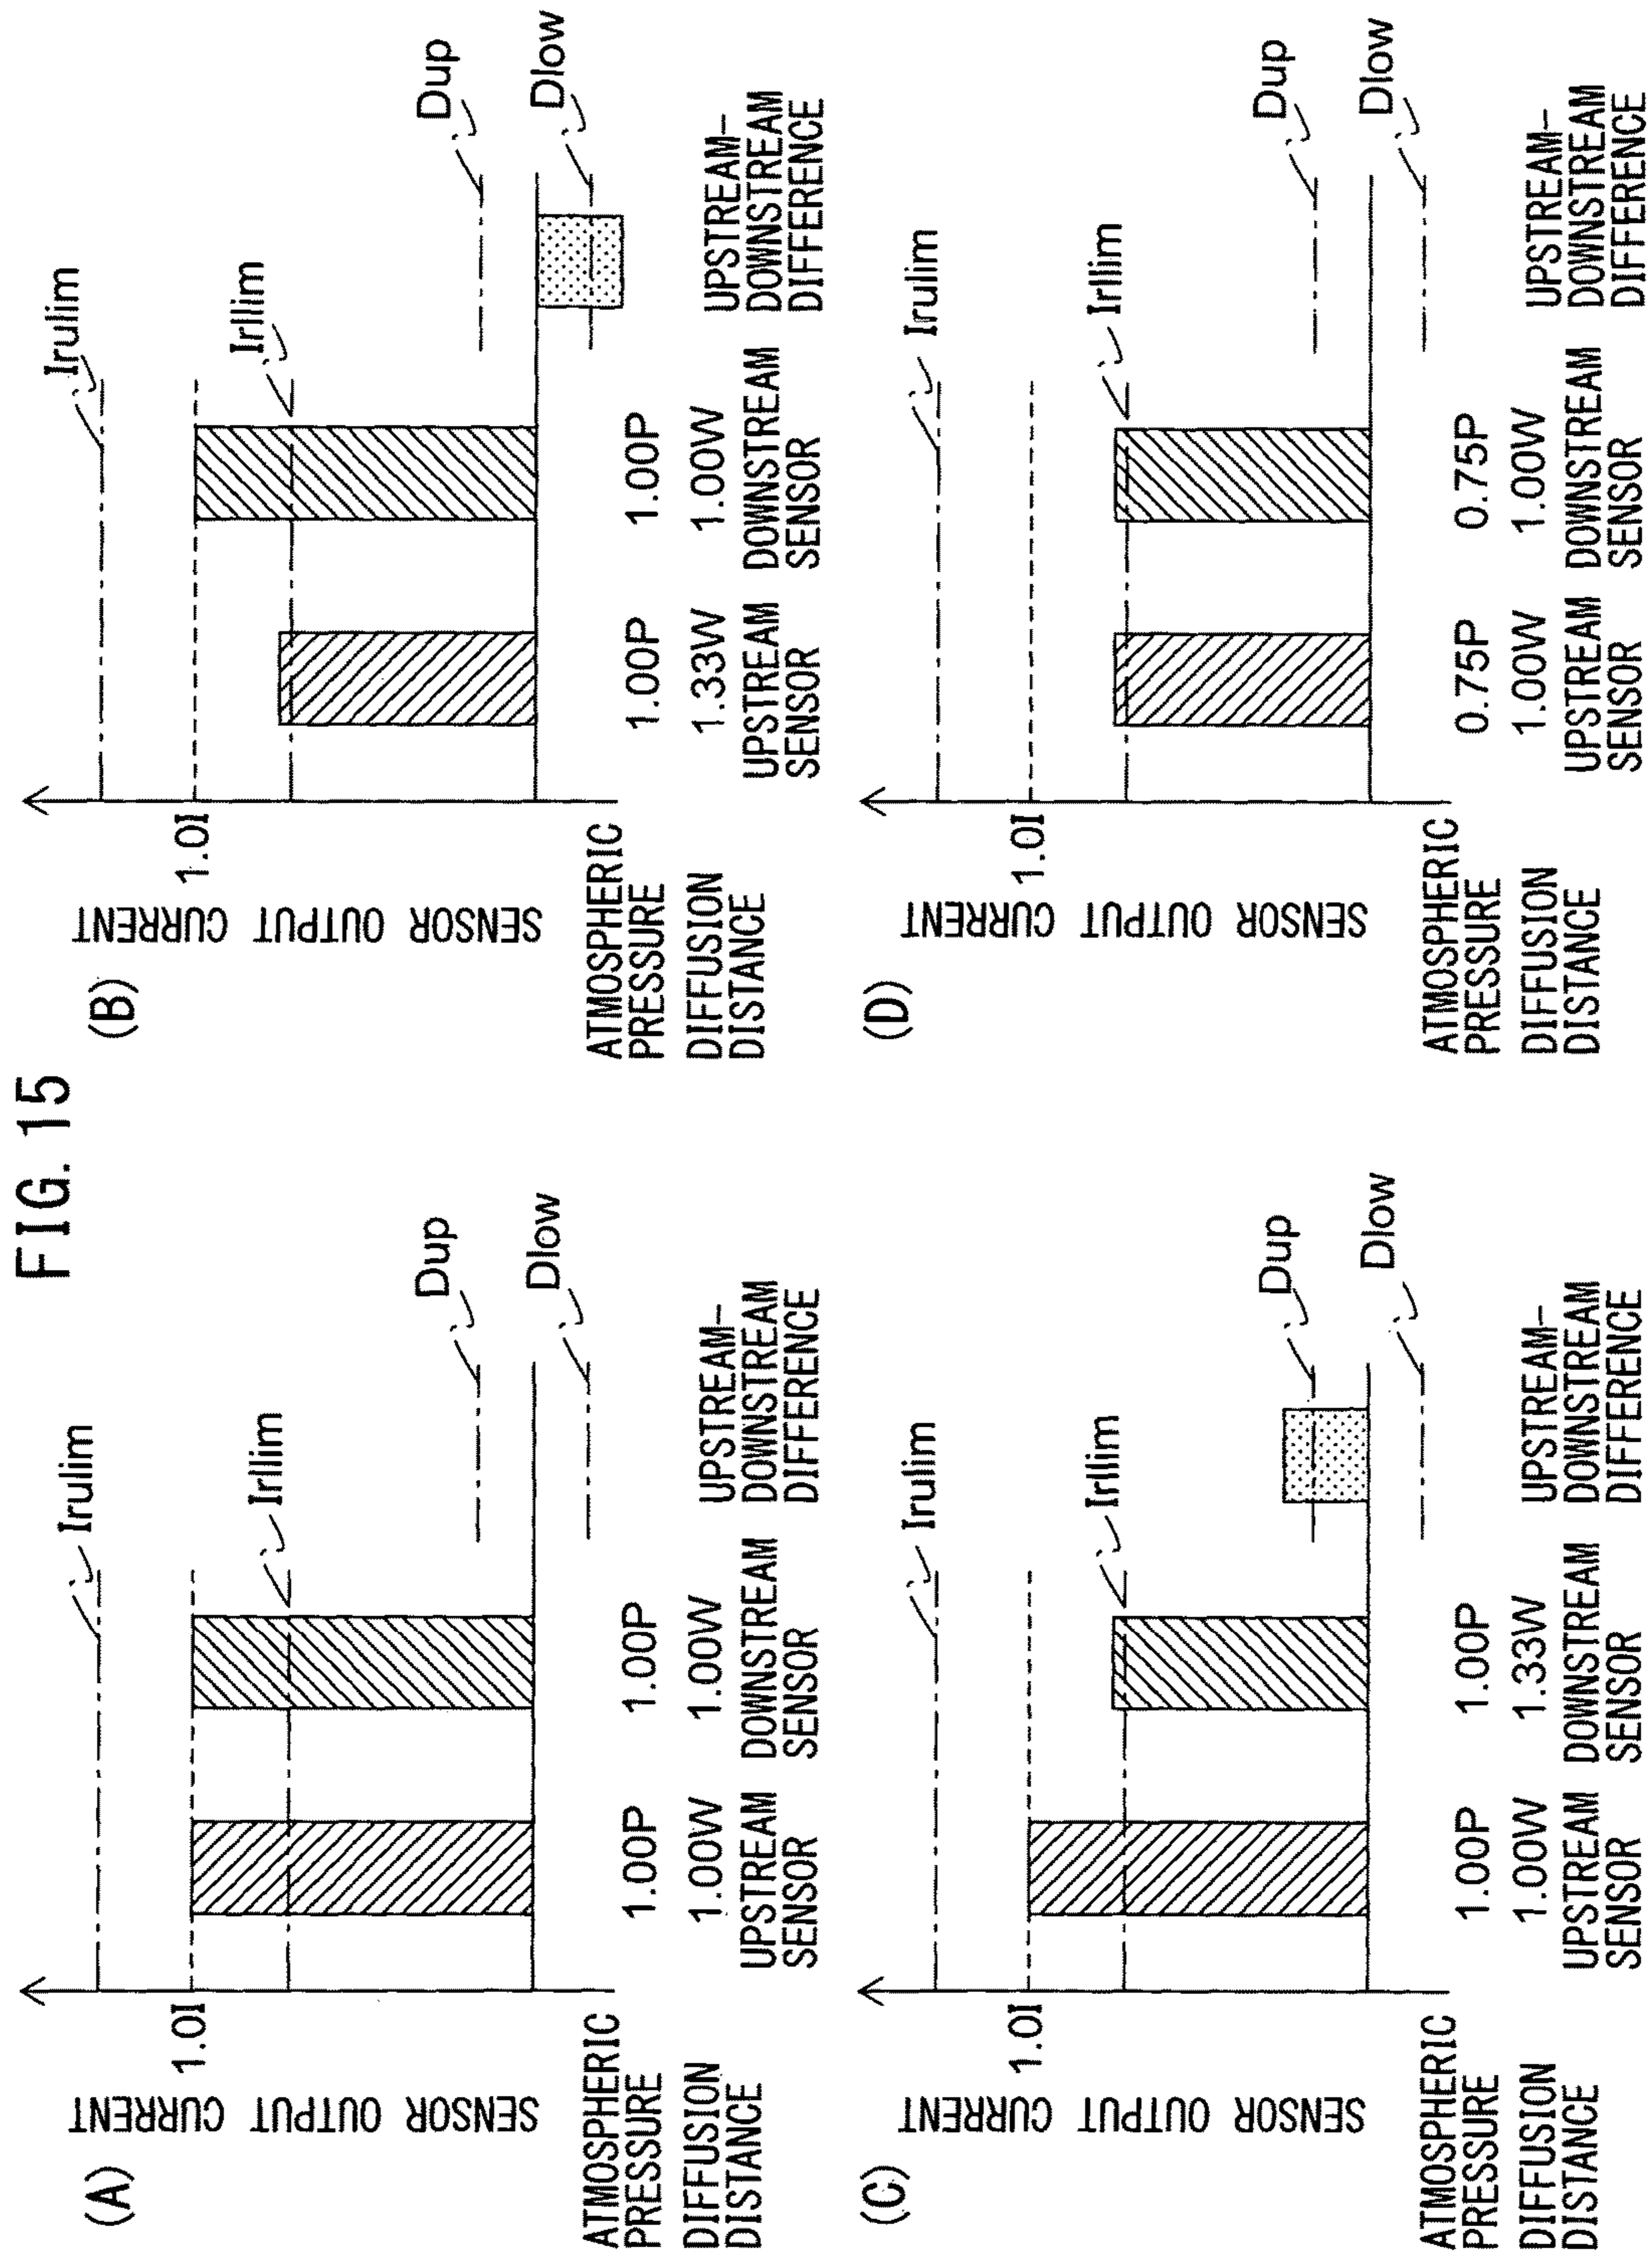 FIG. 15
(A)
SENSOR OUTPUT CURRENT
1.0I
Irulim
Irllim
Dup
Dlow
ATMOSPHERIC
PRESSURE
1.00P 1.00P
DIFFUSION
DISTANCE
1.00W 1.00W
UPSTREAM
SENSOR
DOWNSTREAM
SENSOR
UPSTREAM-
DOWNSTREAM
DIFFERENCE
(B)
SENSOR OUTPUT CURRENT
1.0I
Irulim
Irllim
Dup
Dlow
ATMOSPHERIC
PRESSURE
1.00P 1.00P
DIFFUSION
DISTANCE
1.33W 1.00W
UPSTREAM
SENSOR
DOWNSTREAM
SENSOR
UPSTREAM-
DOWNSTREAM
DIFFERENCE
(C)
SENSOR OUTPUT CURRENT
1.0I
Irulim
Irllim
Dup
Dlow
ATMOSPHERIC
PRESSURE
1.00P 1.00P
DIFFUSION
DISTANCE
1.00W 1.33W
UPSTREAM
SENSOR
DOWNSTREAM
SENSOR
UPSTREAM-
DOWNSTREAM
DIFFERENCE
(D)
SENSOR OUTPUT CURRENT
1.0I
Irulim
Irllim
Dup
Dlow
ATMOSPHERIC
PRESSURE
0.75P 0.75P
DIFFUSION
DISTANCE
1.00W 1.00W
UPSTREAM
SENSOR
DOWNSTREAM
SENSOR
UPSTREAM-
DOWNSTREAM
DIFFERENCE